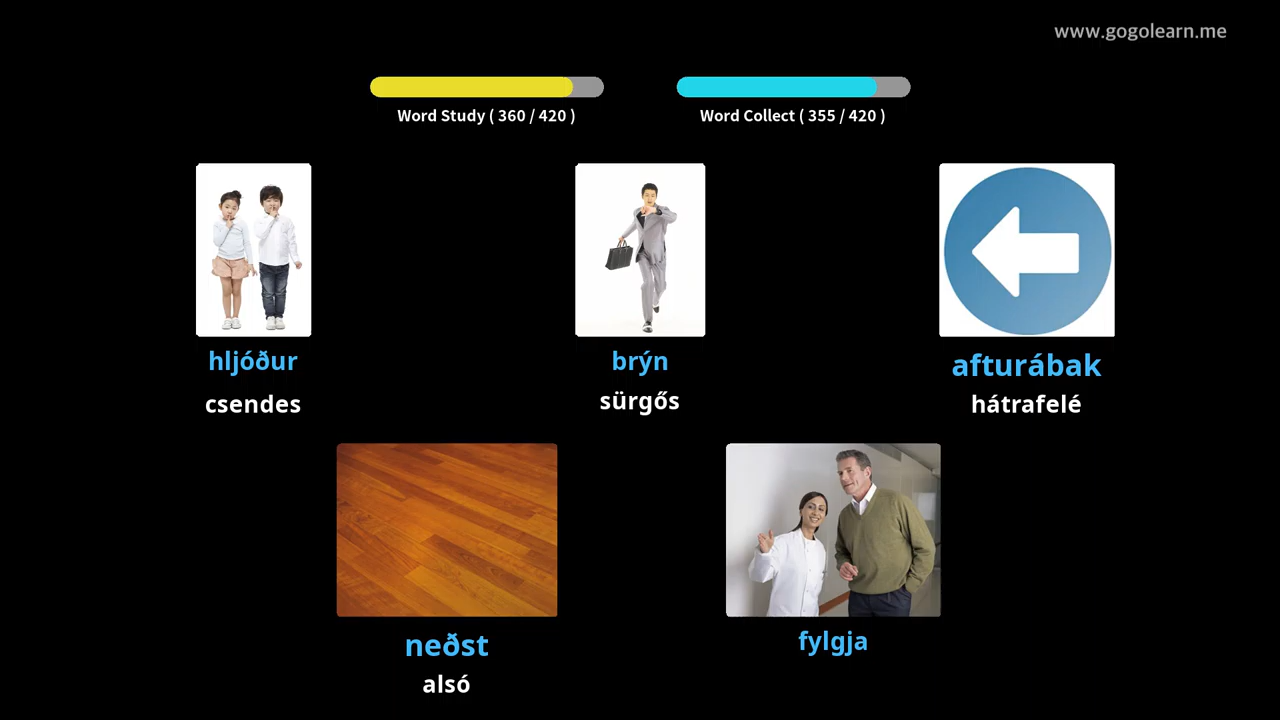 www.gogolearn.me
Word Study ( 360 / 420 )
Word Collect ( 355 / 420 )
hljóður
csendes
brýn
sürgős
afturábak
hátrafelé
neðst
alsó
fylgja